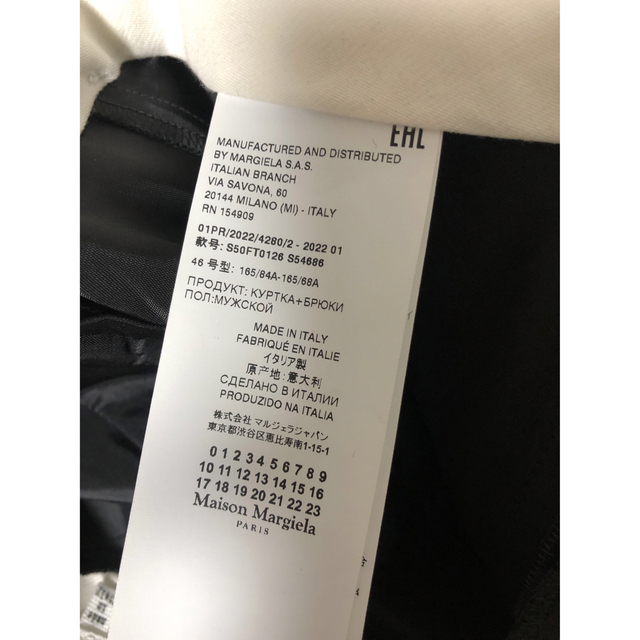 EAC
MANUFACTURED AND DISTRIBUTED
BY MARGIELA S.A.S.
ITALIAN BRANCH
VIA SAVONA, 60
20144 MILANO (MI) - ITALY
RN 154909
01PR/2022/4280/2 - 2022 01
款号: S50FT0126 S54686
46 号型: 165/84A-165/68A
ПРОДУКТ: КУРТКА+БРЮКИ
ПОЛ:МУЖСКОЙ
MADE IN ITALY
FABRIQUÉ EN ITALIE
イタリア製
原产地: 意大利
СДЕЛАНО В ИТАЛИИ
PRODUZIDO NA ITALIA
株式会社 マルジェラジャパン
東京都渋谷区恵比寿南1-15-1
0 1 2 3 4 5 6 7 8 9
10 11 12 13 14 15 16
17 18 19 20 21 22 23
Maison Margiela
PARIS